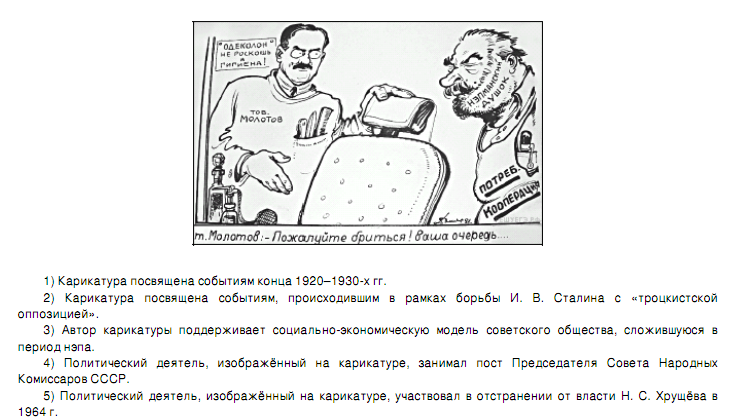 "ОДЕКОЛОН"
НЕ РОСКОШЬ
А
ГИГИЕНА!
ТОВ.
МОЛОТОВ
НЭПМАНСКИЙ
ДУШОК
ПОТРЕБ.
КООПЕРАЦИЯ
т. Молотов:- Пожалуйте бриться! Ваша очередь....
1) Карикатура посвящена событиям конца 1920–1930-х гг.
2) Карикатура посвящена событиям, происходившим в рамках борьбы И. В. Сталина с «троцкистской
оппозицией».
3) Автор карикатуры поддерживает социально-экономическую модель советского общества, сложившуюся в
период нэпа.
4) Политический деятель, изображённый на карикатуре, занимал пост Председателя Совета Народных
Комиссаров СССР.
5) Политический деятель, изображённый на карикатуре, участвовал в отстранении от власти Н. С. Хрущёва в
1964 г.